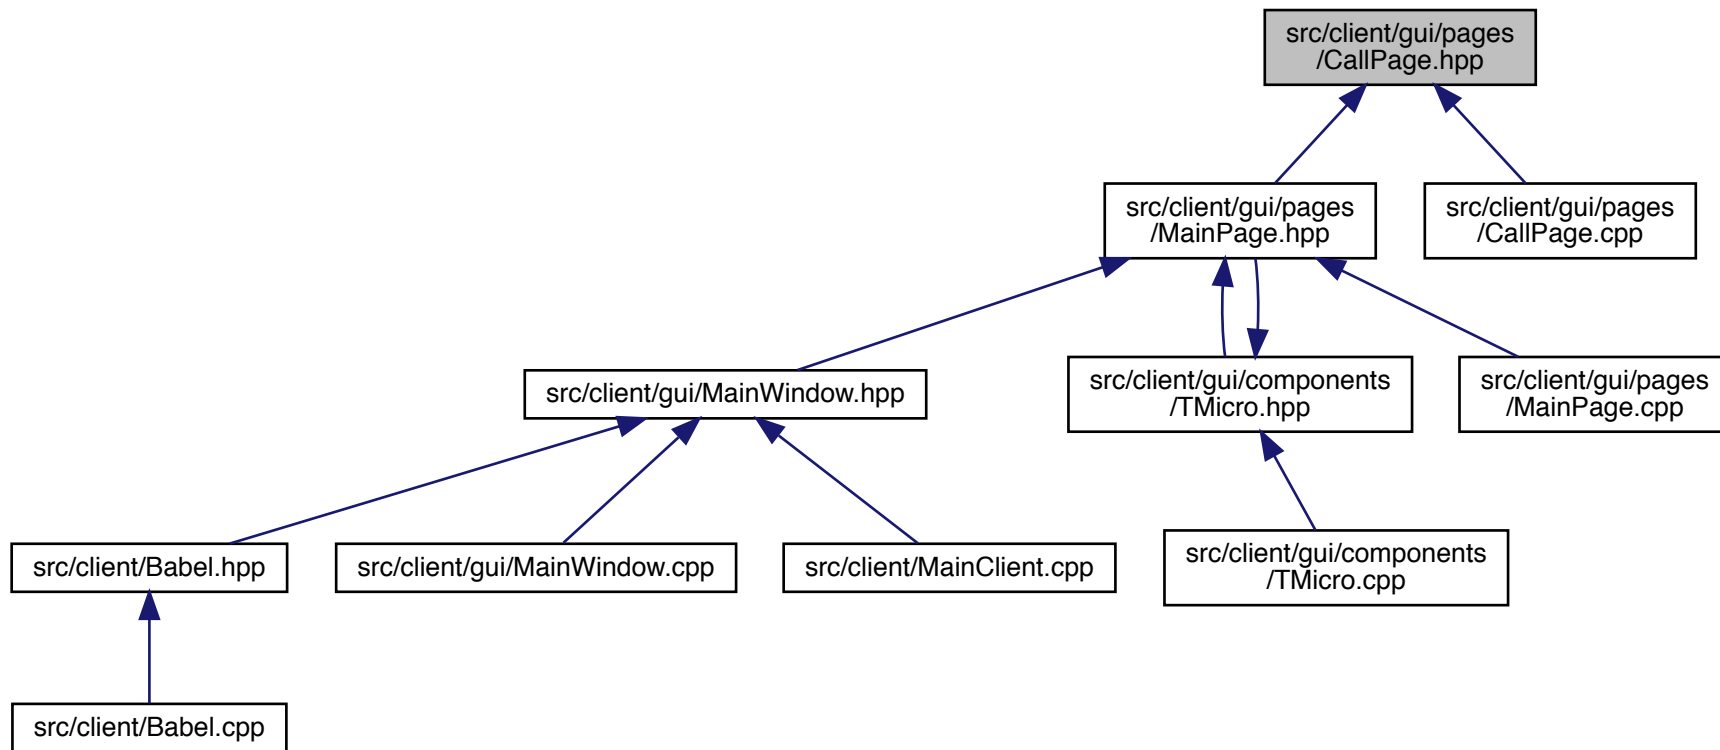 src/client/gui/pages
/CallPage.hpp
src/client/gui/pages
/MainPage.hpp
src/client/gui/pages
/CallPage.cpp
src/client/gui/MainWindow.hpp
src/client/gui/components
/TMicro.hpp
src/client/gui/pages
/MainPage.cpp
src/client/Babel.hpp
src/client/gui/MainWindow.cpp
src/client/MainClient.cpp
src/client/gui/components
/TMicro.cpp
src/client/Babel.cpp